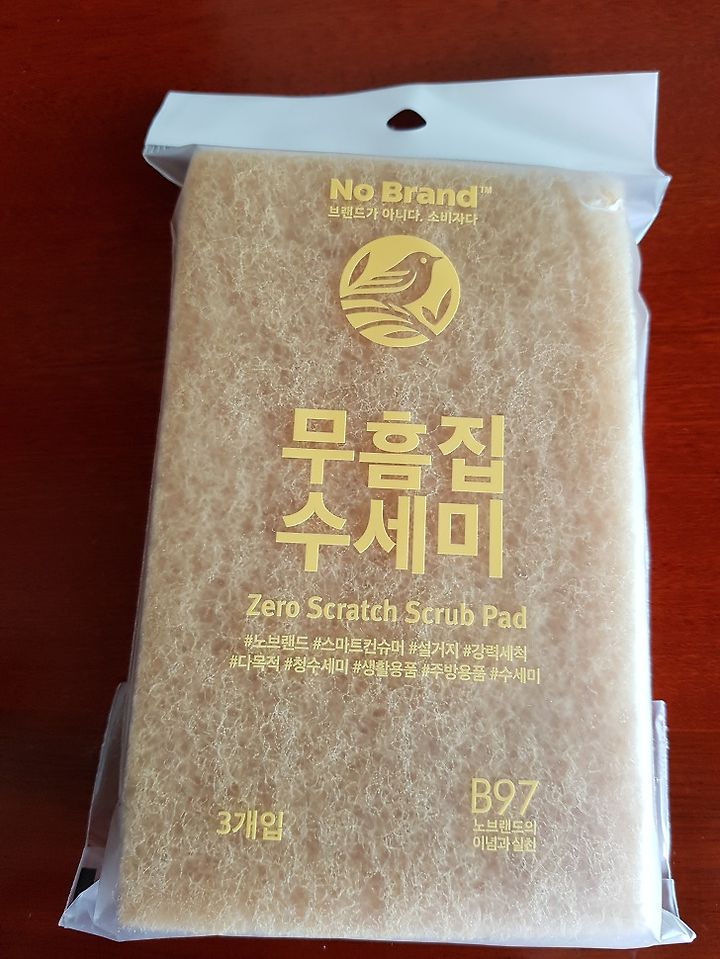 No Brand™
브랜드가 아니다. 소비자다
무흠집
수세미
Zero Scratch Scrub Pad
#노브랜드 #스마트컨슈머 #설거지 #강력세척
#다목적 #청수세미 #생활용품 #주방용품 #수세미
3개입
B97
노브랜드의
이념과 실천